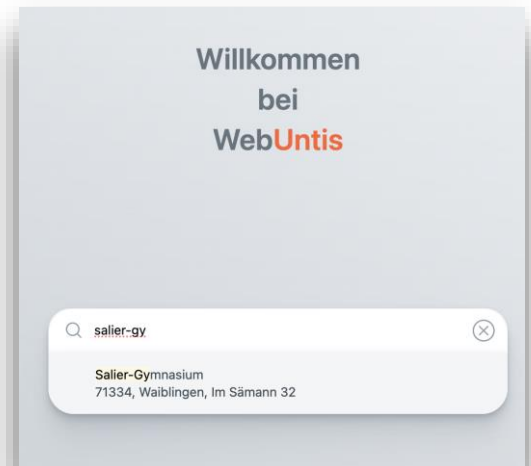 Willkommen
bei
WebUntis
salier-gy
Salier-Gymnasium
71334, Waiblingen, Im Sämann 32